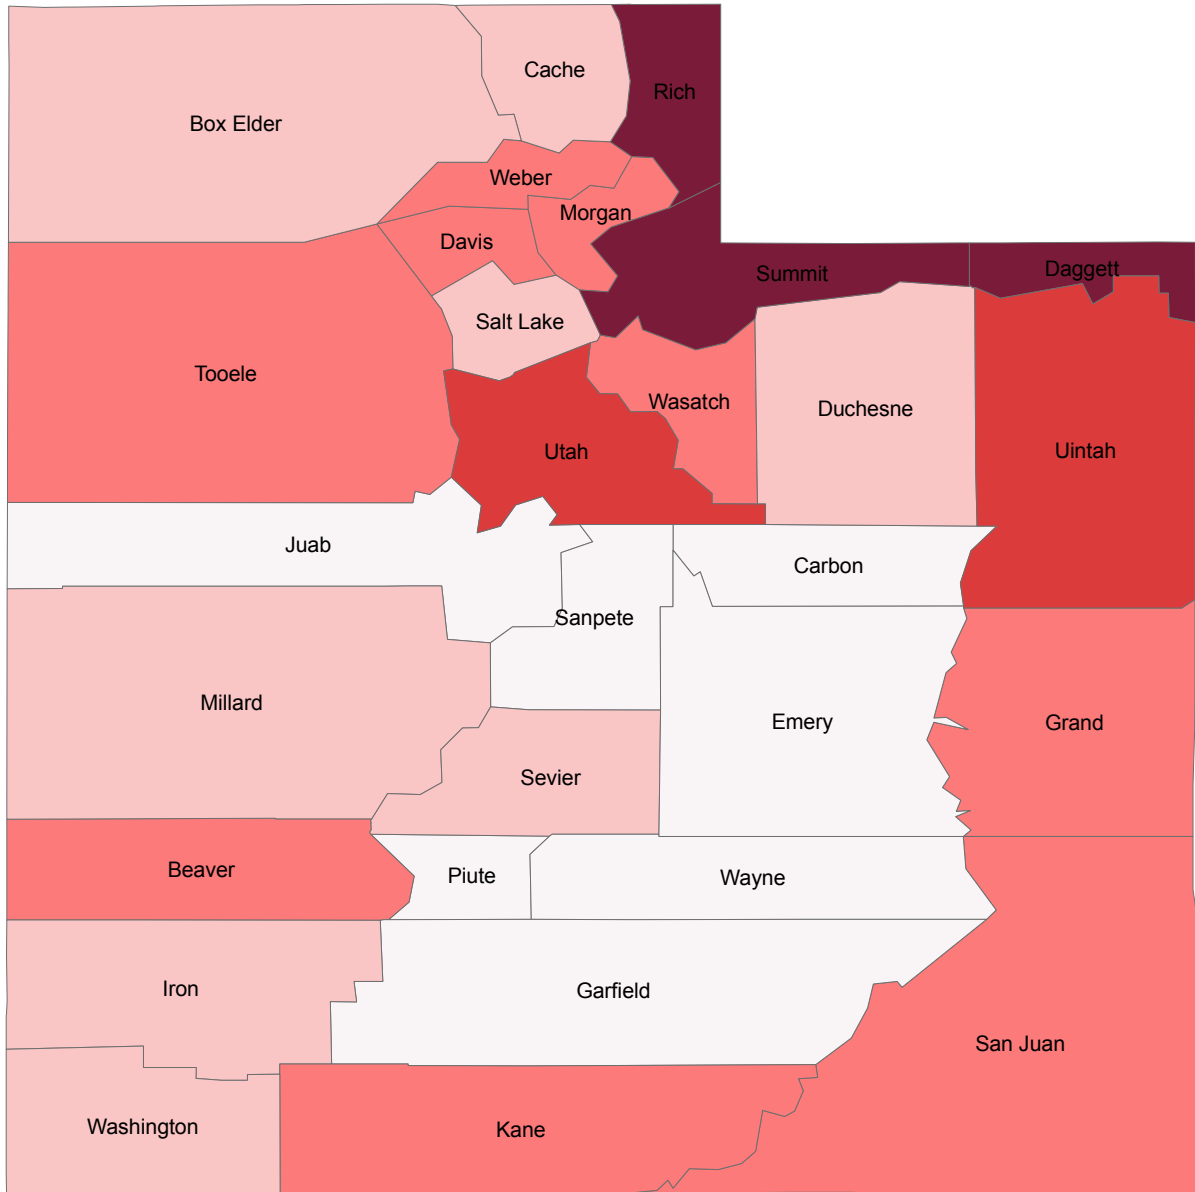 Cache
Rich
Box Elder
Weber
Morgan
Davis
Summit
Daggett
Salt Lake
Tooele
Wasatch
Duchesne
Utah
Uintah
Juab
Carbon
Sanpete
Millard
Emery
Grand
Sevier
Beaver
Piute
Wayne
Iron
Garfield
San Juan
Washington
Kane